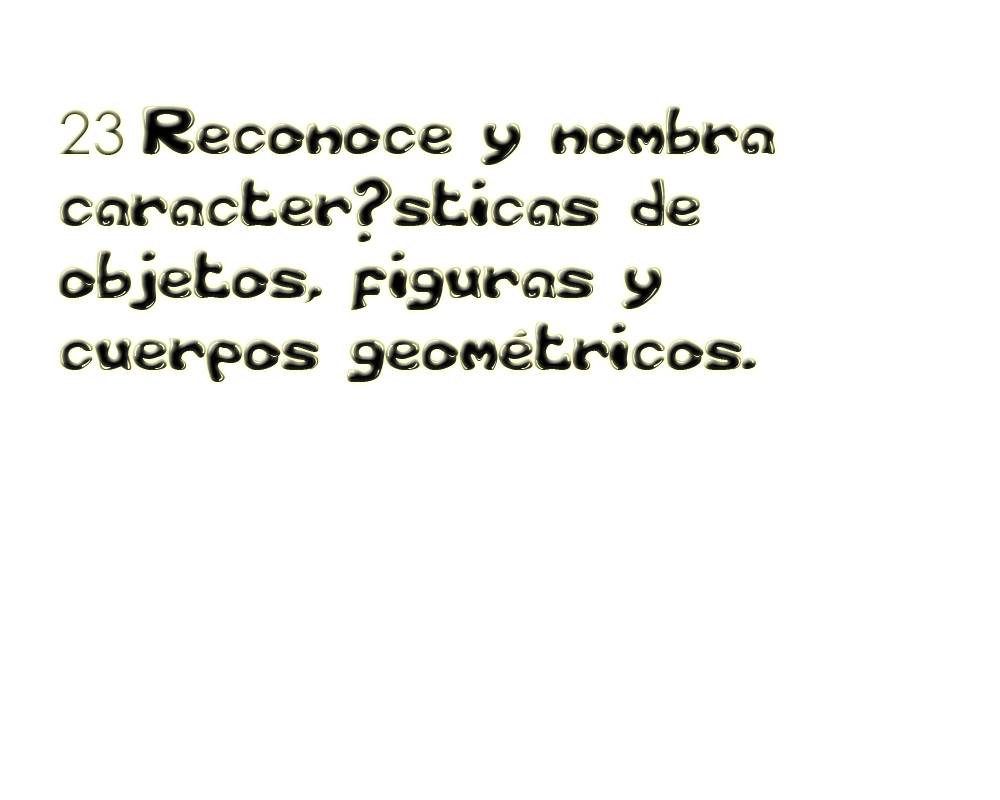 23 Reconoce y nombra
caracter?sticas de
objetos, figuras y
cuerpos geométricos.